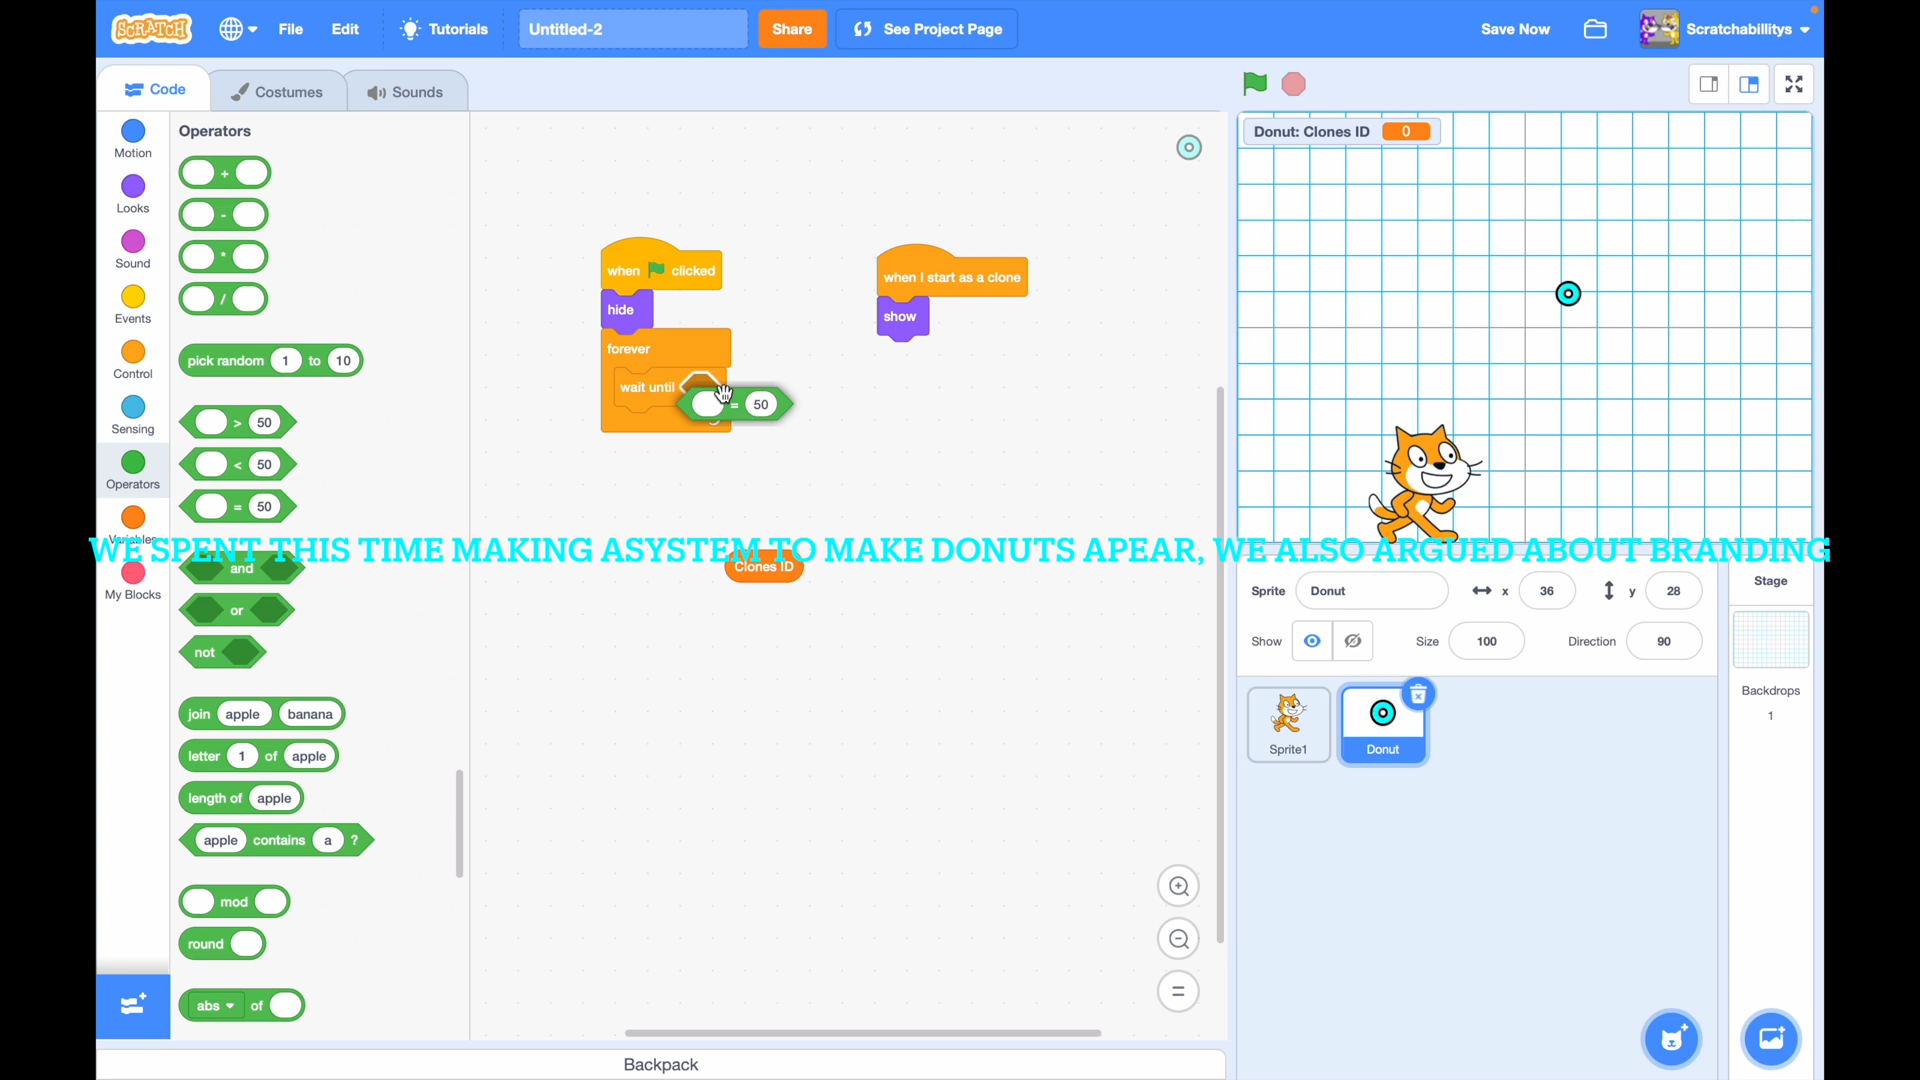 SCRATCH
File
Edit
Tutorials
Untitled-2
Share
See Project Page
Save Now
Scratchabillitys
Code
Costumes
Sounds
Motion
Looks
Sound
Events
Control
Sensing
Operators
Variables
My Blocks
Operators
+
-
*
/
pick random 1 to 10
> 50
< 50
= 50
and
or
not
join apple banana
letter 1 of apple
length of apple
apple contains a ?
mod
round
abs of
when clicked
hide
forever
wait until
= 50
when I start as a clone
show
Clones ID
WE SPENT THIS TIME MAKING ASYSTEM TO MAKE DONUTS APEAR, WE ALSO ARGUED ABOUT BRANDING
Backpack
Donut: Clones ID 0
Sprite Donut x 36 y 28
Show Size 100 Direction 90
Sprite1
Donut
Stage
Backdrops
1